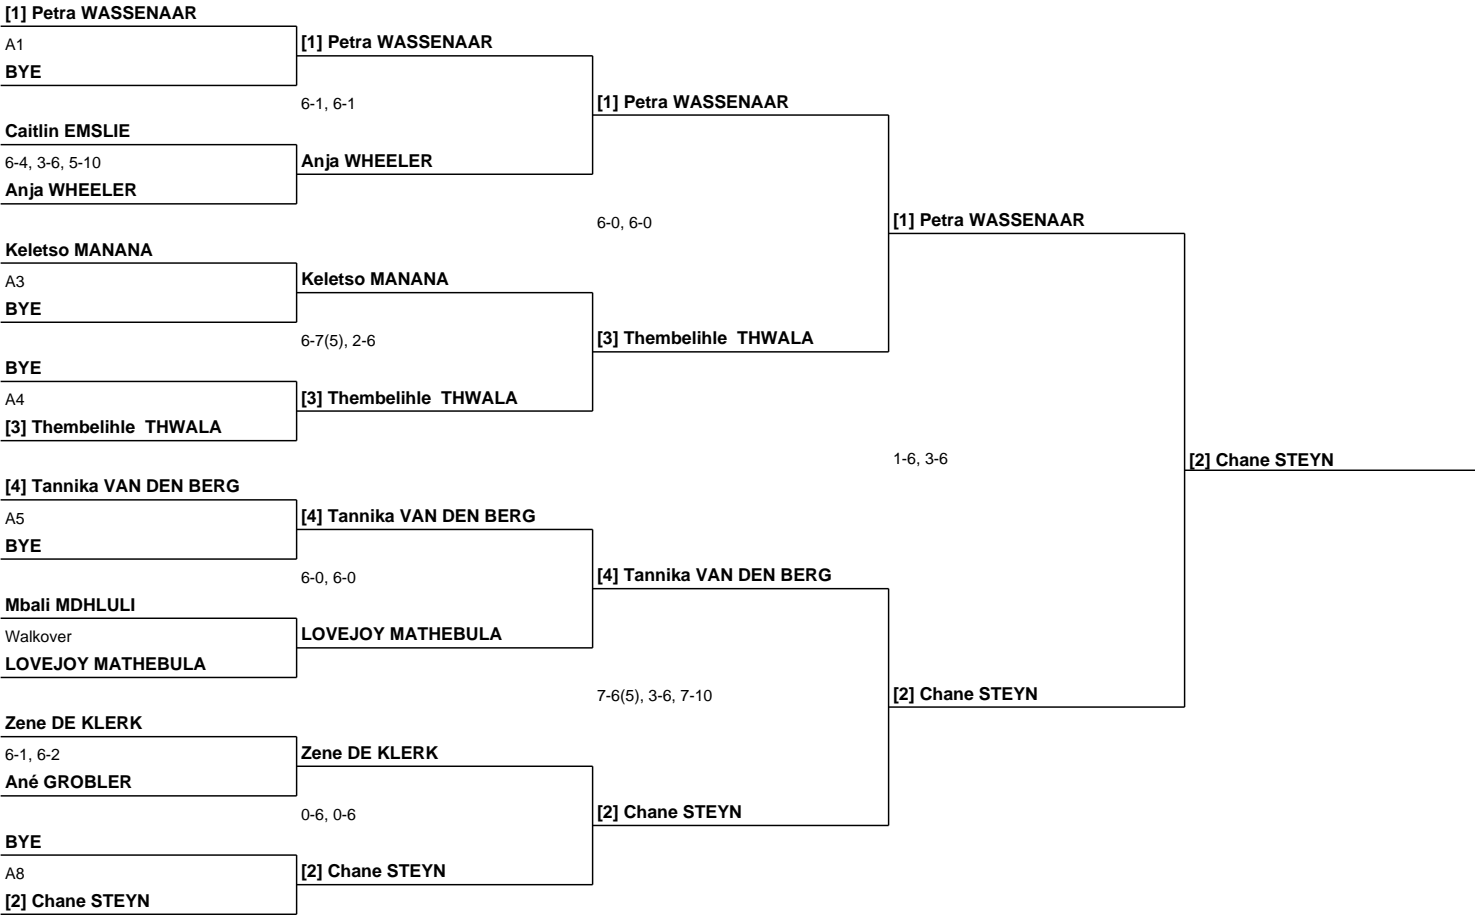 [1] Petra WASSENAAR
A1
BYE
Caitlin EMSLIE
6-4, 3-6, 5-10
Anja WHEELER
Keletso MANANA
A3
BYE
BYE
A4
[3] Thembelihle  THWALA
[4] Tannika VAN DEN BERG
A5
BYE
Mbali MDHLULI
Walkover
LOVEJOY MATHEBULA
Zene DE KLERK
6-1, 6-2
Ané GROBLER
BYE
A8
[2] Chane STEYN
[1] Petra WASSENAAR
6-1, 6-1
Anja WHEELER
Keletso MANANA
6-7(5), 2-6
[3] Thembelihle  THWALA
[4] Tannika VAN DEN BERG
6-0, 6-0
LOVEJOY MATHEBULA
Zene DE KLERK
0-6, 0-6
[2] Chane STEYN
[1] Petra WASSENAAR
6-0, 6-0
[3] Thembelihle  THWALA
[4] Tannika VAN DEN BERG
7-6(5), 3-6, 7-10
[2] Chane STEYN
[1] Petra WASSENAAR
1-6, 3-6
[2] Chane STEYN
[2] Chane STEYN